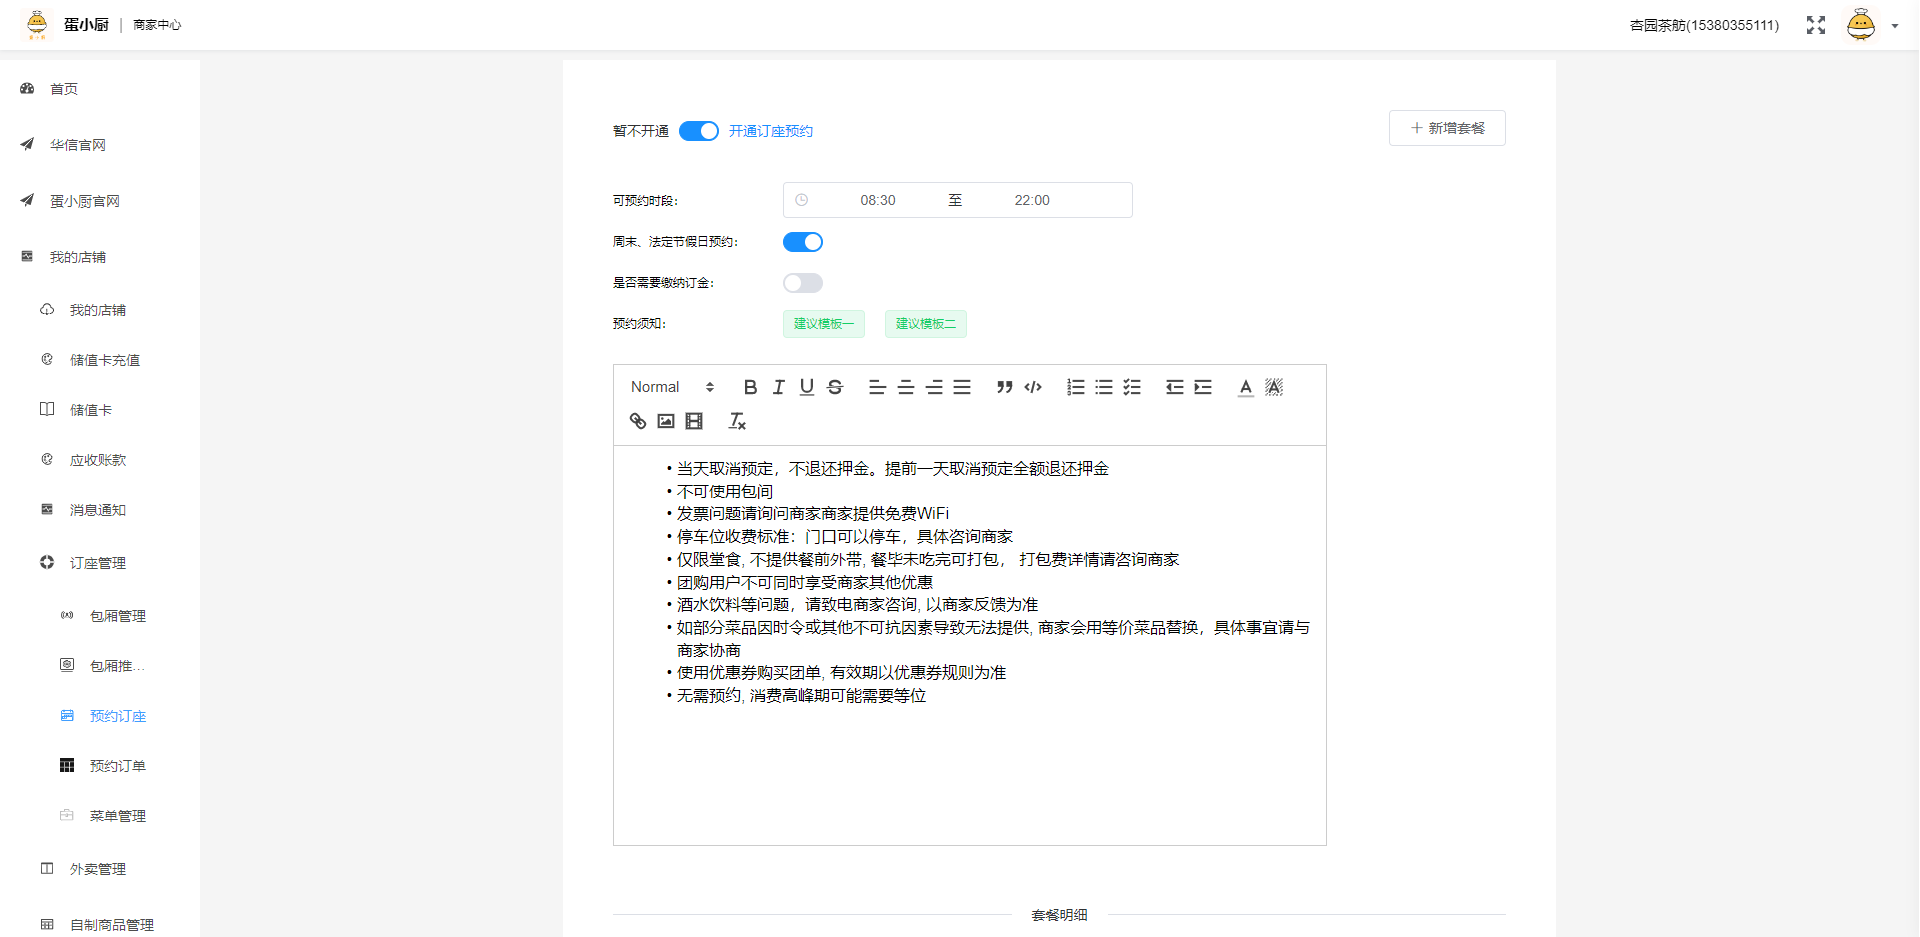 蛋小厨 | 商家中心
杏园茶舫(15380355111)
首页
华信官网
蛋小厨官网
我的店铺
我的店铺
储值卡充值
储值卡
应收账款
消息通知
订座管理
包厢管理
包厢推...
预约订座
预约订单
菜单管理
外卖管理
自制商品管理
暂不开通 开通订座预约
+ 新增套餐
可预约时段：
08:30 至 22:00
周末、法定节假日预约：
是否需要缴纳订金：
预约须知：
建议模板一 建议模板二
Normal
• 当天取消预定，不退还押金。提前一天取消预定全额退还押金
• 不可使用包间
• 发票问题请询问商家商家提供免费WiFi
• 停车位收费标准：门口可以停车，具体咨询商家
• 仅限堂食, 不提供餐前外带, 餐毕未吃完可打包， 打包费详情请咨询商家
• 团购用户不可同时享受商家其他优惠
• 酒水饮料等问题，请致电商家咨询, 以商家反馈为准
• 如部分菜品因时令或其他不可抗因素导致无法提供, 商家会用等价菜品替换，具体事宜请与
商家协商
• 使用优惠券购买团单, 有效期以优惠券规则为准
• 无需预约, 消费高峰期可能需要等位
套餐明细